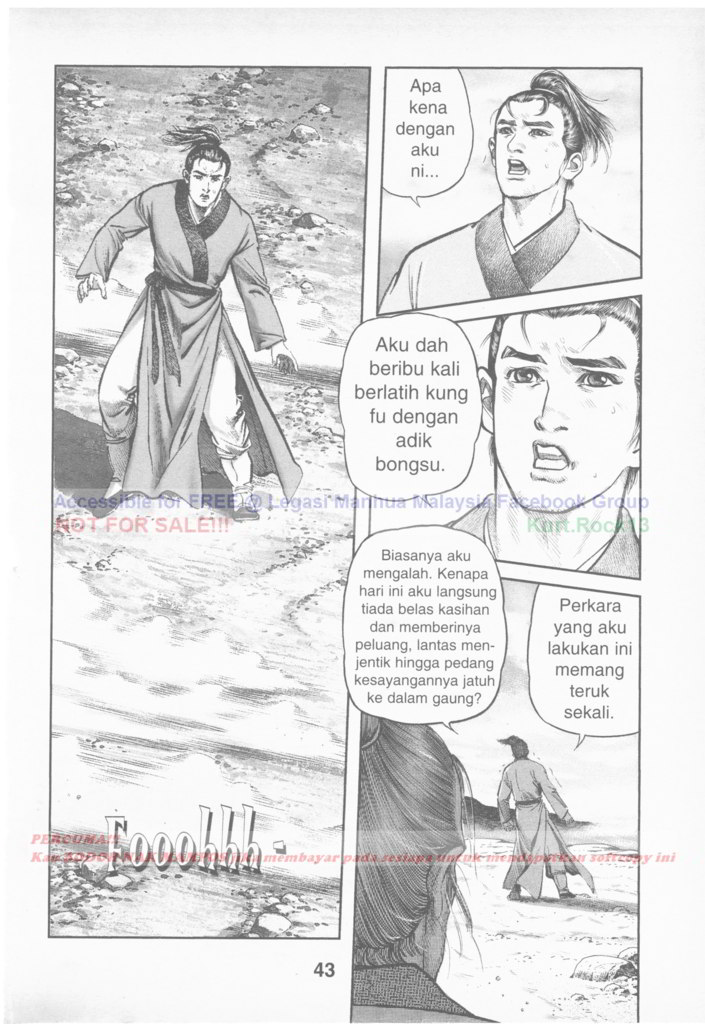 Apa
kena
dengan
aku
ni...
Aku dah
beribu kali
berlatih kung
fu dengan
adik
bongsu.
Accessible for FREE @ Legasi Manhua Malaysia Facebook Group
NOT FOR SALE!!!
Kurt.Rock13
Biasanya aku
mengalah. Kenapa
hari ini aku langsung
tiada belas kasihan
dan memberinya
peluang, lantas men-
jentik hingga pedang
kesayangannya jatuh
ke dalam gaung?
Perkara
yang aku
lakukan ini
memang
teruk
sekali.
Fooohhh -
PERCUMA!!!
Kau BODOH jika membayar pada sesiapa untuk mendapatkan softcopy ini
43